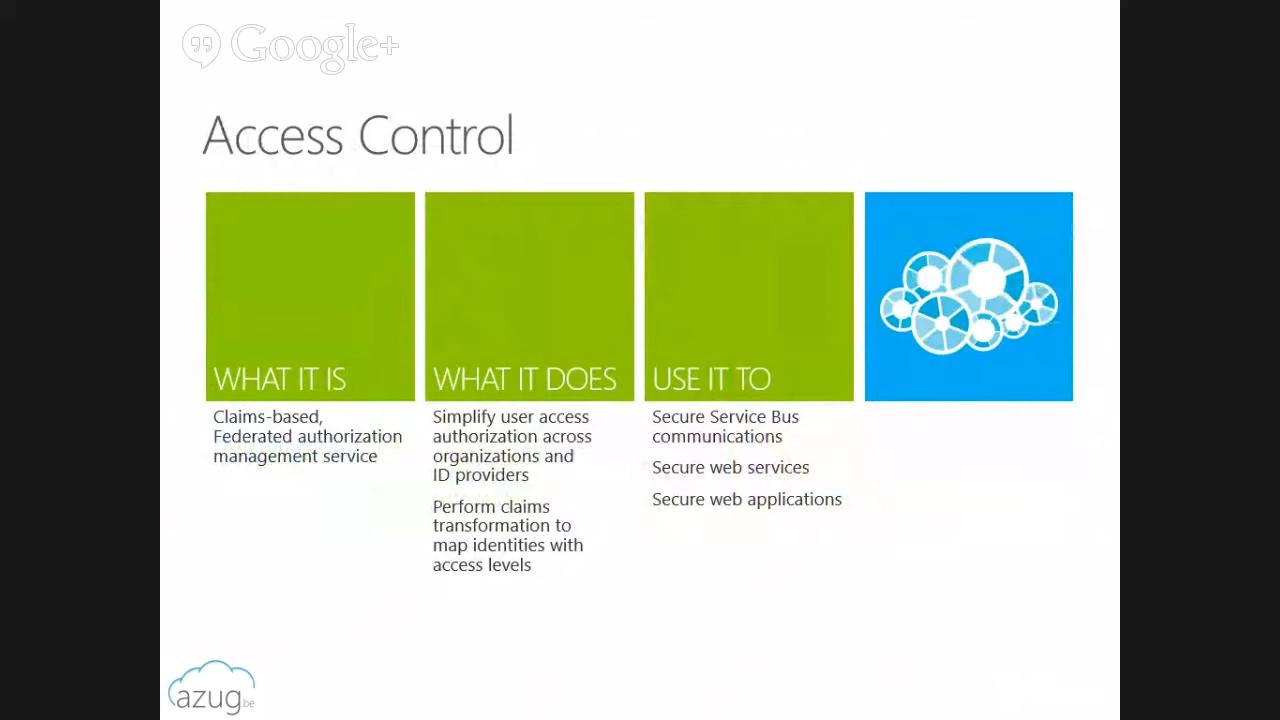 Google+
Access Control
WHAT IT IS
Claims-based,
Federated authorization
management service
WHAT IT DOES
Simplify user access
authorization across
organizations and
ID providers
Perform claims
transformation to
map identities with
access levels
USE IT TO
Secure Service Bus
communications
Secure web services
Secure web applications
azug.be